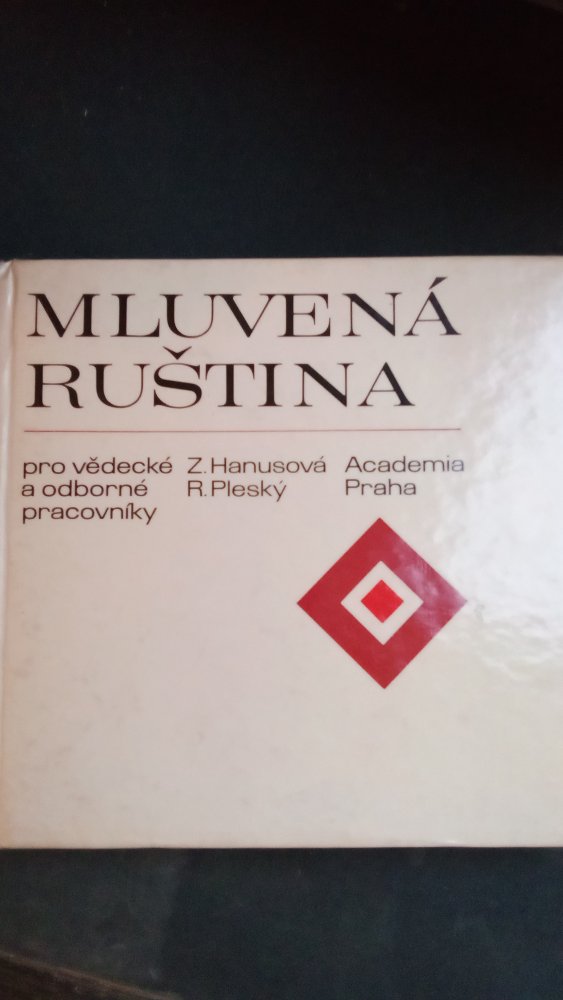 MLUVENÁ
RUŠTINA
pro vědecké
a odborné
pracovníky
Z. Hanusová
R. Pleský
Academia
Praha